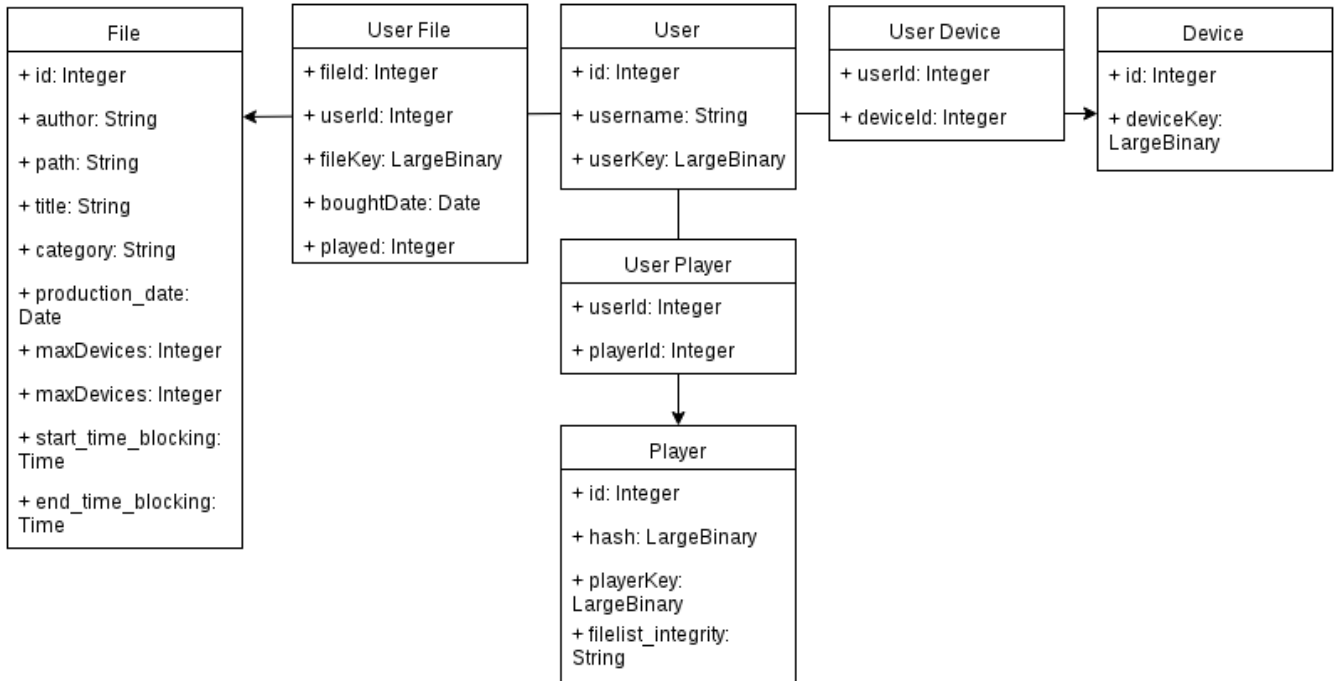 File
+ id: Integer
+ author: String
+ path: String
+ title: String
+ category: String
+ production_date:
Date
+ maxDevices: Integer
+ maxDevices: Integer
+ start_time_blocking:
Time
+ end_time_blocking:
Time
User File
+ fileId: Integer
+ userId: Integer
+ fileKey: LargeBinary
+ boughtDate: Date
+ played: Integer
User
+ id: Integer
+ username: String
+ userKey: LargeBinary
User Device
+ userId: Integer
+ deviceId: Integer
Device
+ id: Integer
+ deviceKey:
LargeBinary
User Player
+ userId: Integer
+ playerId: Integer
Player
+ id: Integer
+ hash: LargeBinary
+ playerKey:
LargeBinary
+ filelist_integrity:
String